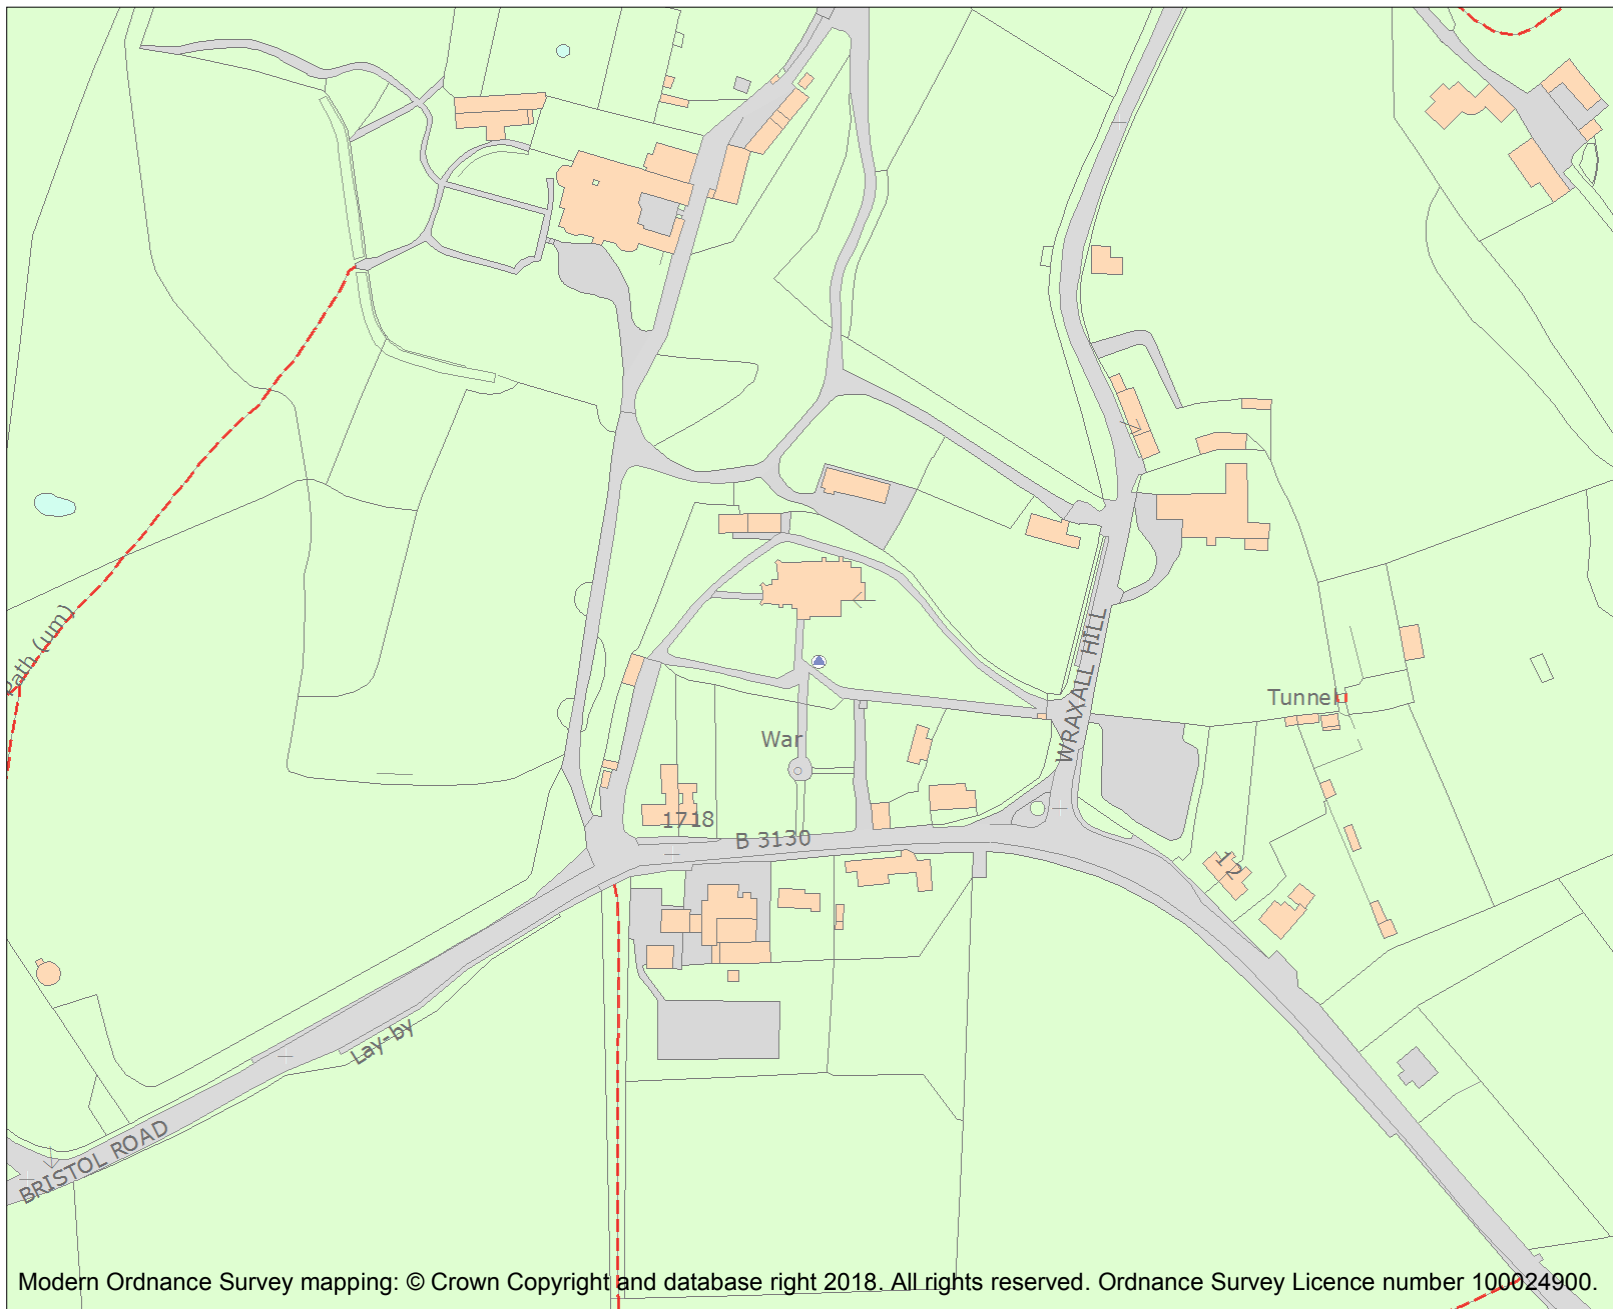 Path (um)
WRAXALL HILL
Tunnel
War
1718
B 3130
12
Lay-by
BRISTOL ROAD
Modern Ordnance Survey mapping: © Crown Copyright and database right 2018. All rights reserved. Ordnance Survey Licence number 100024900.